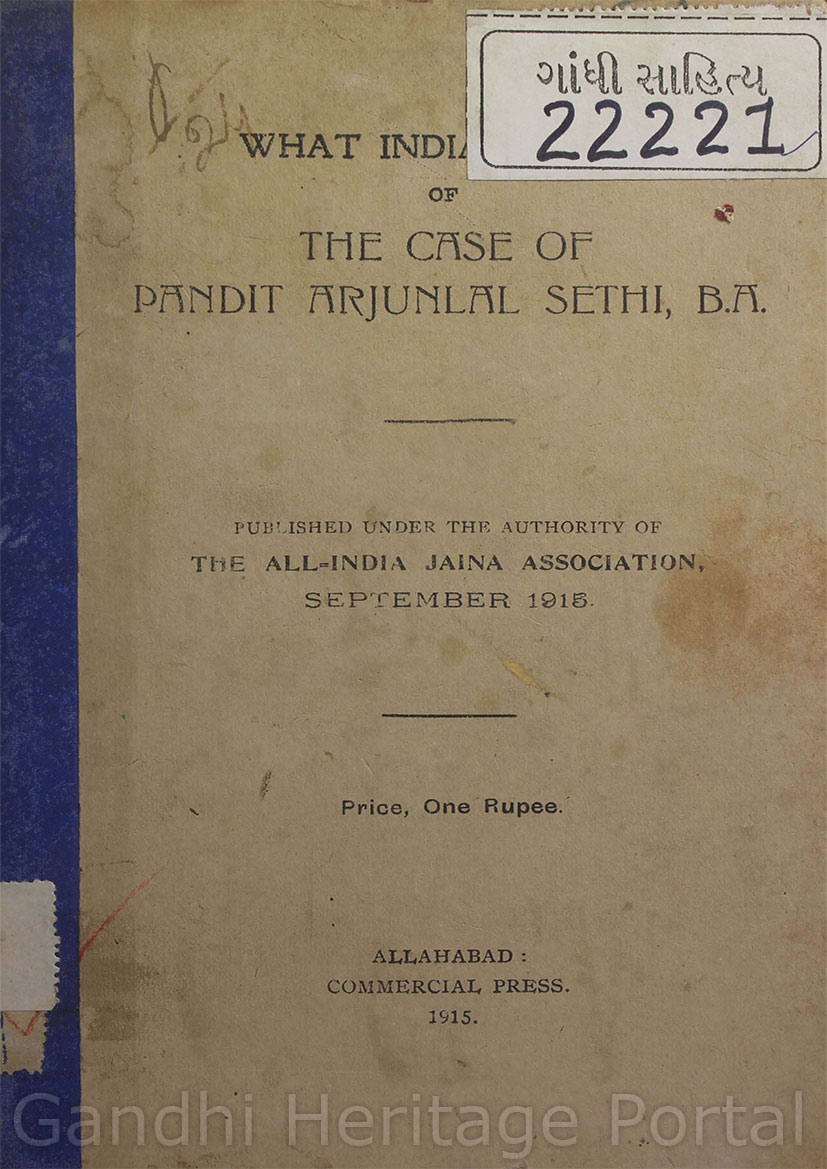 ગાંધી સાહિત્ય
22221
WHAT INDIA
OF
THE CASE OF
PANDIT ARJUNLAL SETHI, B.A.
PUBLISHED UNDER THE AUTHORITY OF
THE ALL=INDIA JAINA ASSOCIATION,
SEPTEMBER 1915.
Price, One Rupee.
ALLAHABAD :
COMMERCIAL PRESS.
1915.
Gandhi Heritage Portal